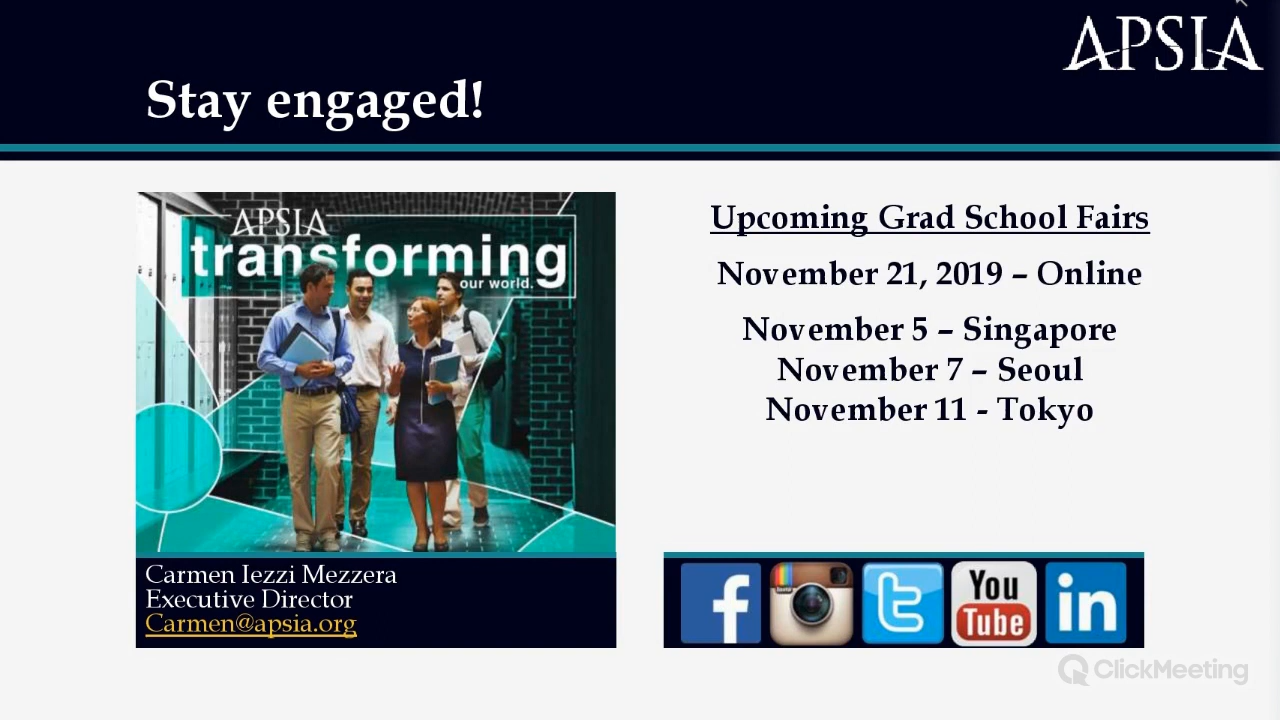 APSIA
Stay engaged!
APSIA
transforming
our world.
Upcoming Grad School Fairs
November 21, 2019 – Online
November 5 – Singapore
November 7 – Seoul
November 11 - Tokyo
Carmen Iezzi Mezzera
Executive Director
Carmen@apsia.org
f
t
You
Tube
in
ClickMeeting